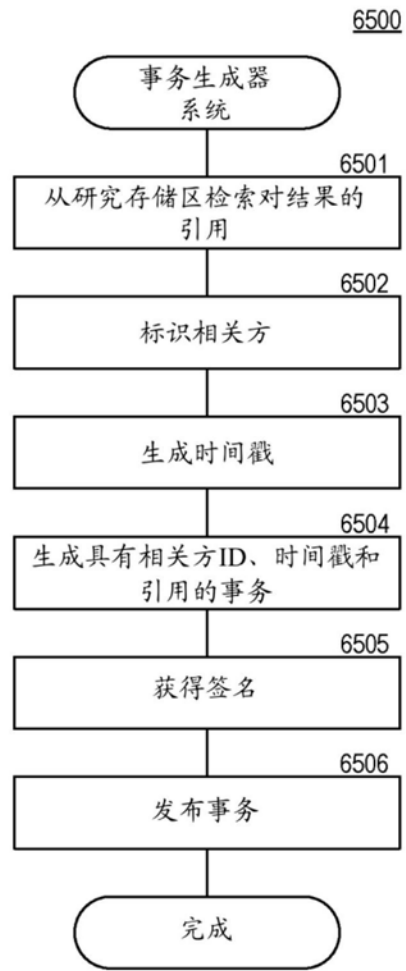 6500
事务生成器
系统
6501
从研究存储区检索对结果的
引用
6502
标识相关方
6503
生成时间戳
6504
生成具有相关方ID、时间戳和
引用的事务
6505
获得签名
6506
发布事务
完成